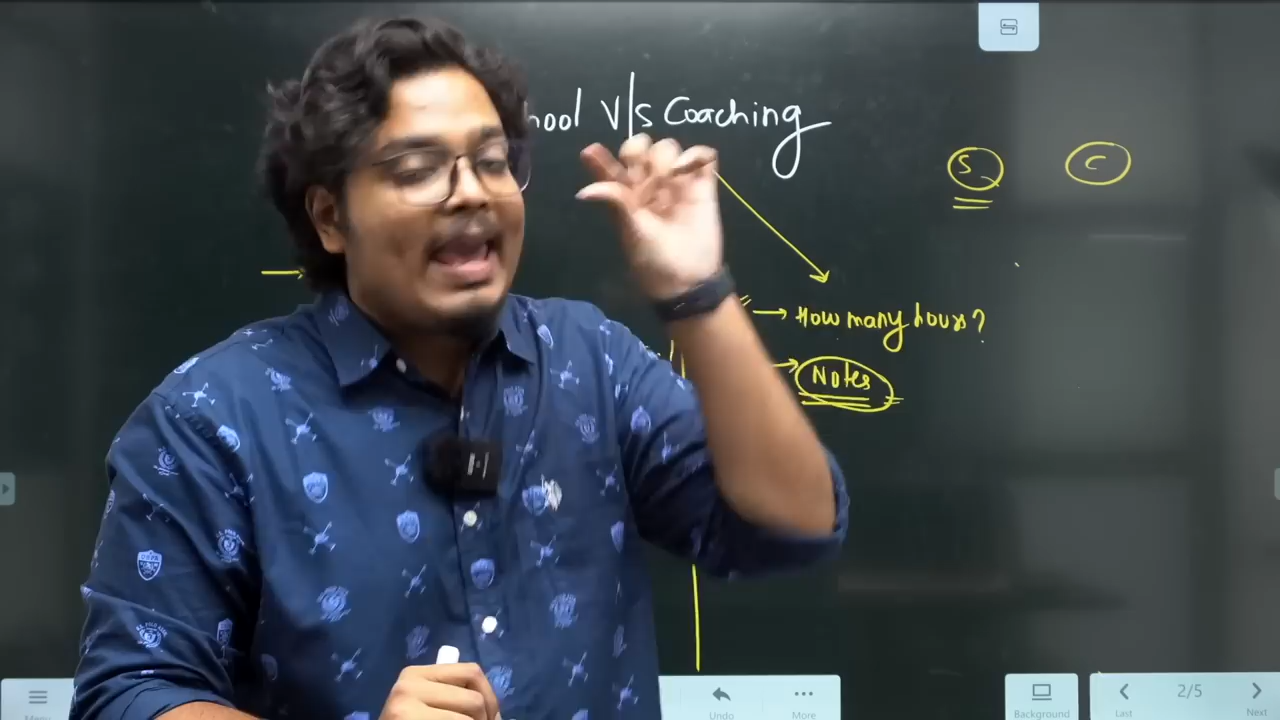 hool V/s Coaching
S
C
→ How many hours?
→ Notes
Undo
More
Background
2/5
Last
Next